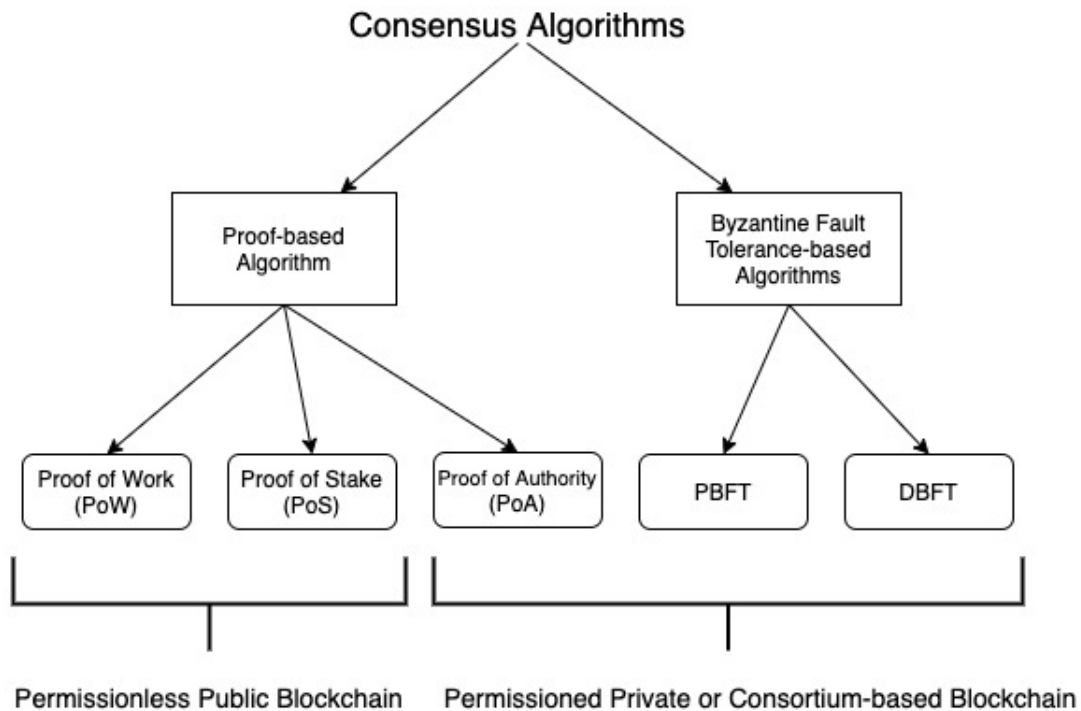 Consensus Algorithms
Proof-based
Algorithm
Byzantine Fault
Tolerance-based
Algorithms
Proof of Work
(PoW)
Proof of Stake
(PoS)
Proof of Authority
(PoA)
PBFT
DBFT
Permissionless Public Blockchain
Permissioned Private or Consortium-based Blockchain